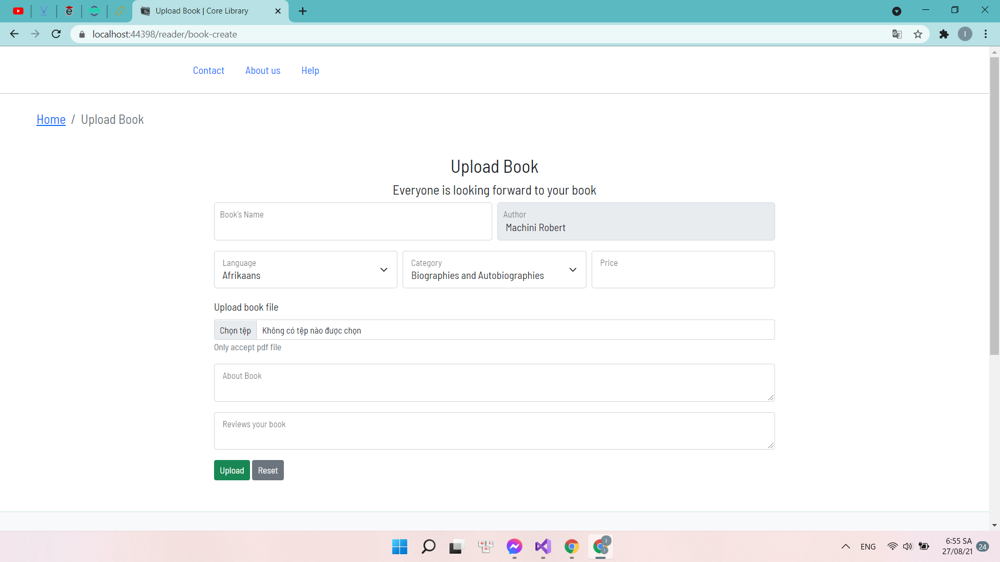 Upload Book | Core Library
localhost:44398/reader/book-create
I
Contact About us Help
Home / Upload Book
Upload Book
Everyone is looking forward to your book
Book's Name
Author
Machini Robert
Language
Afrikaans
Category
Biographies and Autobiographies
Price
Upload book file
Chọn tệp Không có tệp nào được chọn
Only accept pdf file
About Book
Reviews your book
Upload Reset
ENG
6:55 SA
27/08/21
24